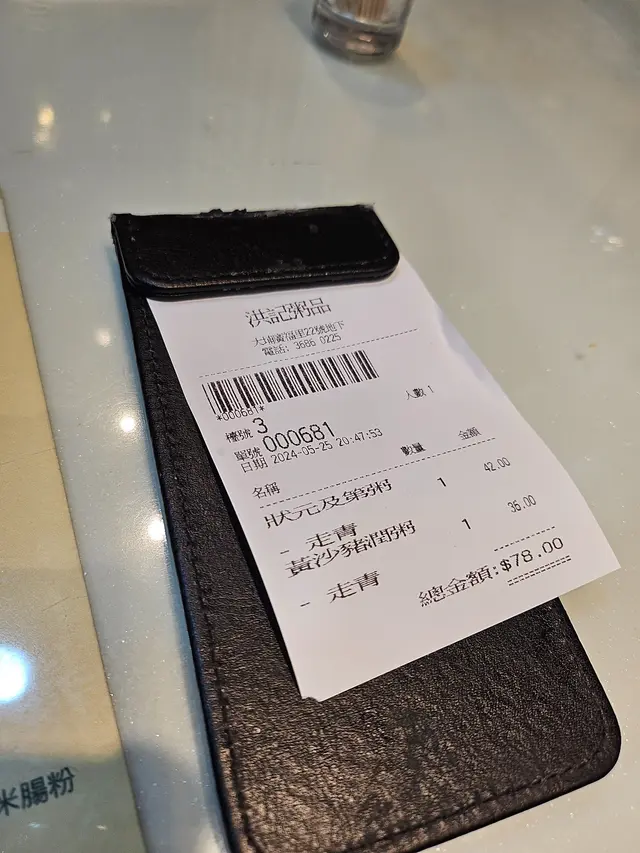 洪記粥品
大埔寶福里22號地下
電話: 3686 0225
*000681*
檯號 3 人數 1
單號 000681
日期 2024-05-25 20:47:53
名稱 數量 金額
狀元及第粥 1 42.00
- 走青
黃沙豬潤粥 1 36.00
- 走青
總金額:$78.00
米腸粉